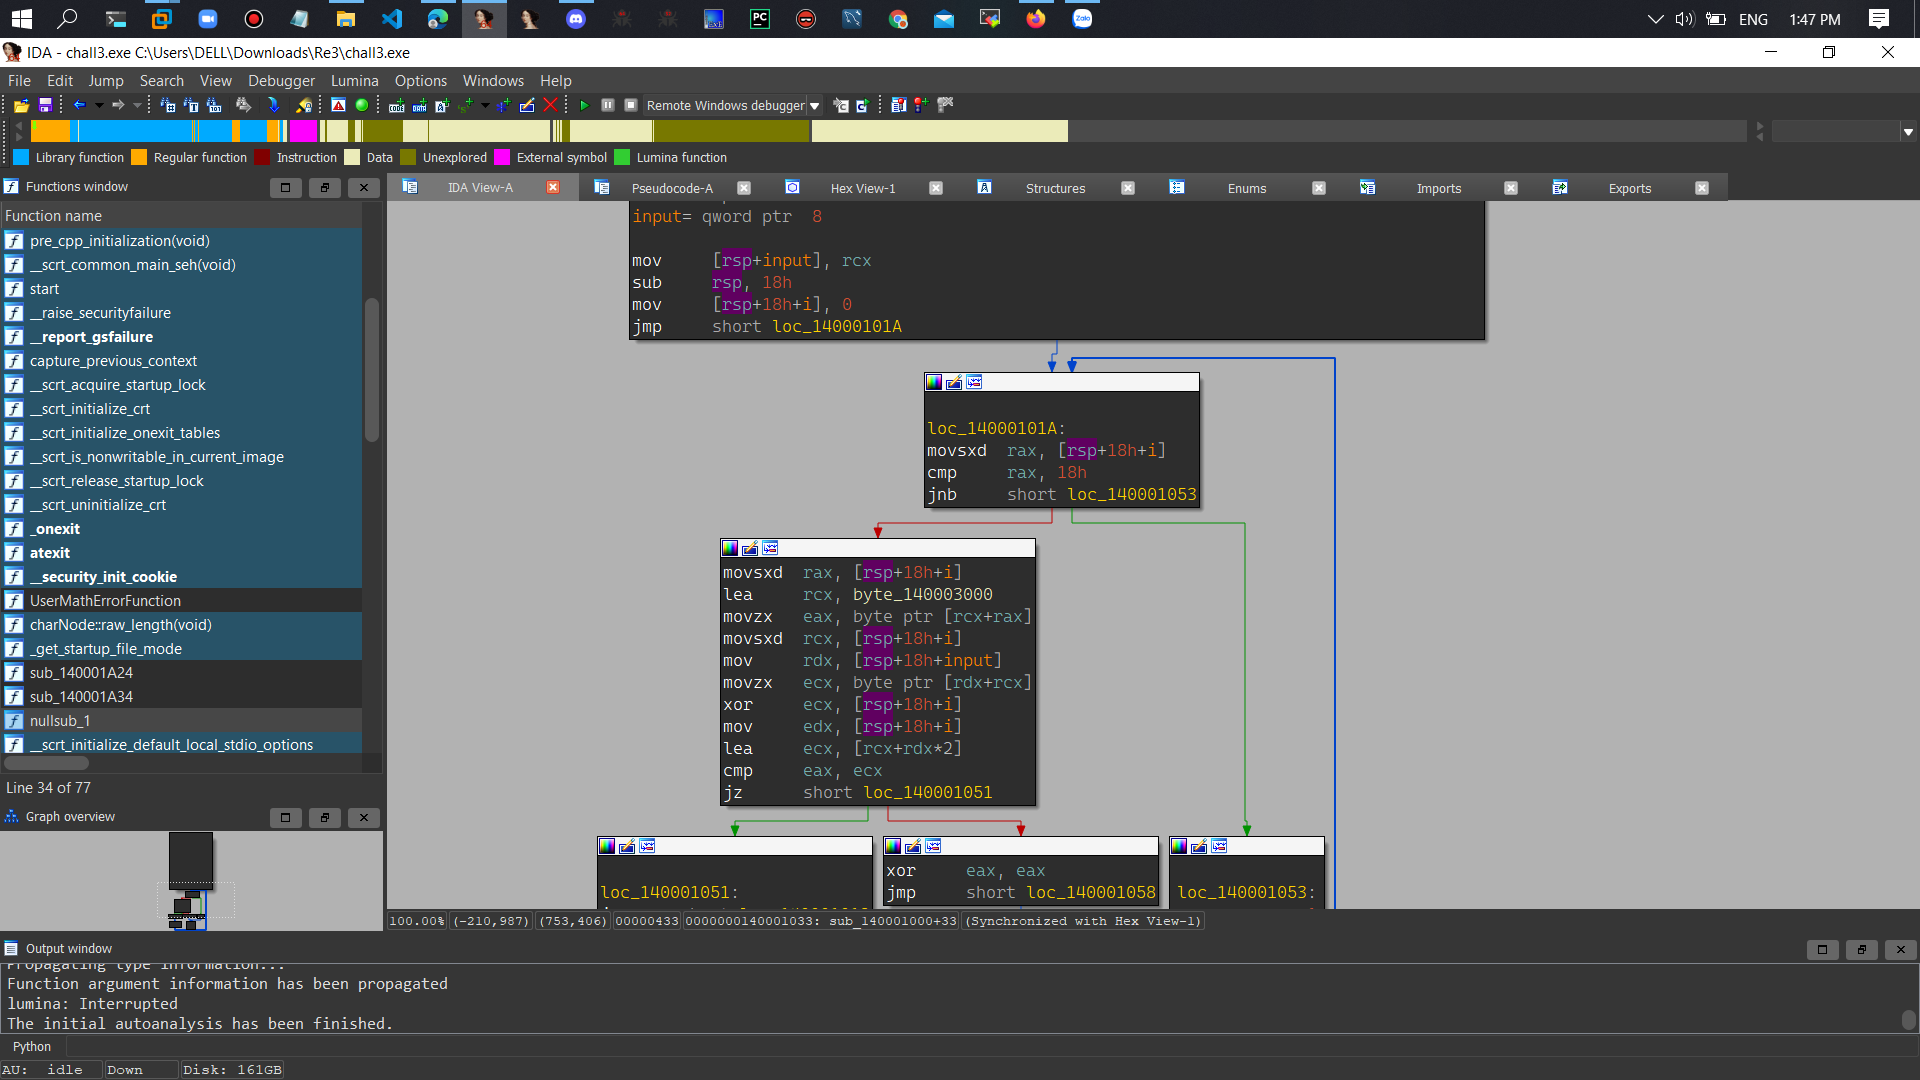 ENG 1:47 PM
IDA - chall3.exe C:\Users\DELL\Downloads\Re3\chall3.exe
File Edit Jump Search View Debugger Lumina Options Windows Help
Remote Windows debugger
Library function Regular function Instruction Data Unexplored External symbol Lumina function
Functions window
IDA View-A Pseudocode-A Hex View-1 Structures Enums Imports Exports
Function name
pre_cpp_initialization(void)
__scrt_common_main_seh(void)
start
__raise_securityfailure
__report_gsfailure
capture_previous_context
__scrt_acquire_startup_lock
__scrt_initialize_crt
__scrt_initialize_onexit_tables
__scrt_is_nonwritable_in_current_image
__scrt_release_startup_lock
__scrt_uninitialize_crt
_onexit
atexit
__security_init_cookie
UserMathErrorFunction
charNode::raw_length(void)
_get_startup_file_mode
sub_140001A24
sub_140001A34
nullsub_1
__scrt_initialize_default_local_stdio_options
Line 34 of 77
Graph overview
input= qword ptr  8
mov [rsp+input], rcx
sub rsp, 18h
mov [rsp+18h+i], 0
jmp short loc_14000101A
loc_14000101A:
movsxd rax, [rsp+18h+i]
cmp rax, 18h
jnb short loc_140001053
movsxd rax, [rsp+18h+i]
lea rcx, byte_140003000
movzx eax, byte ptr [rcx+rax]
movsxd rcx, [rsp+18h+i]
mov rdx, [rsp+18h+input]
movzx ecx, byte ptr [rdx+rcx]
xor ecx, [rsp+18h+i]
mov edx, [rsp+18h+i]
lea ecx, [rcx+rdx*2]
cmp eax, ecx
jz short loc_140001051
loc_140001051:
xor eax, eax
jmp short loc_140001058
loc_140001053:
100.00% (-210,987) (753,406) 00000433 0000000140001033: sub_140001000+33 (Synchronized with Hex View-1)
Output window
Propagating type information...
Function argument information has been propagated
lumina: Interrupted
The initial autoanalysis has been finished.
Python
AU: idle Down Disk: 161GB